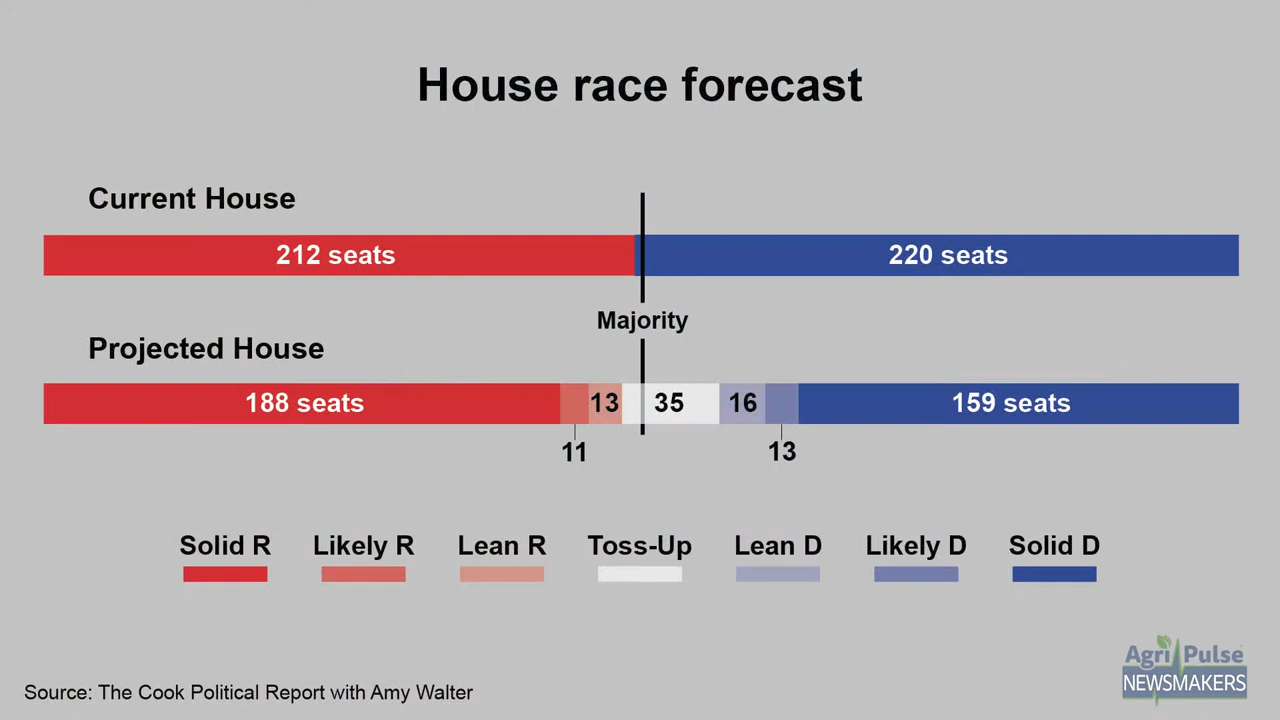 House race forecast
Current House
212 seats
220 seats
Majority
Projected House
188 seats
13
35
16
159 seats
11
13
Solid R
Likely R
Lean R
Toss-Up
Lean D
Likely D
Solid D
Source: The Cook Political Report with Amy Walter
Agri Pulse
NEWSMAKERS